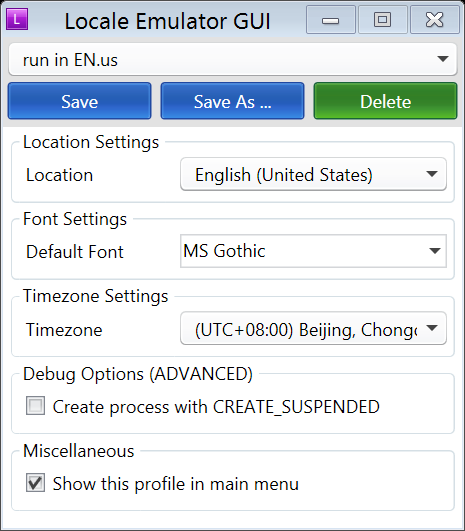 L
Locale Emulator GUI
run in EN.us
Save
Save As ...
Delete
Location Settings
Location
English (United States)
Font Settings
Default Font
MS Gothic
Timezone Settings
Timezone
(UTC+08:00) Beijing,
Debug Options (ADVANCED)
Create process with CREATE_SUSPENDED
Miscellaneous
Show this profile in main menu